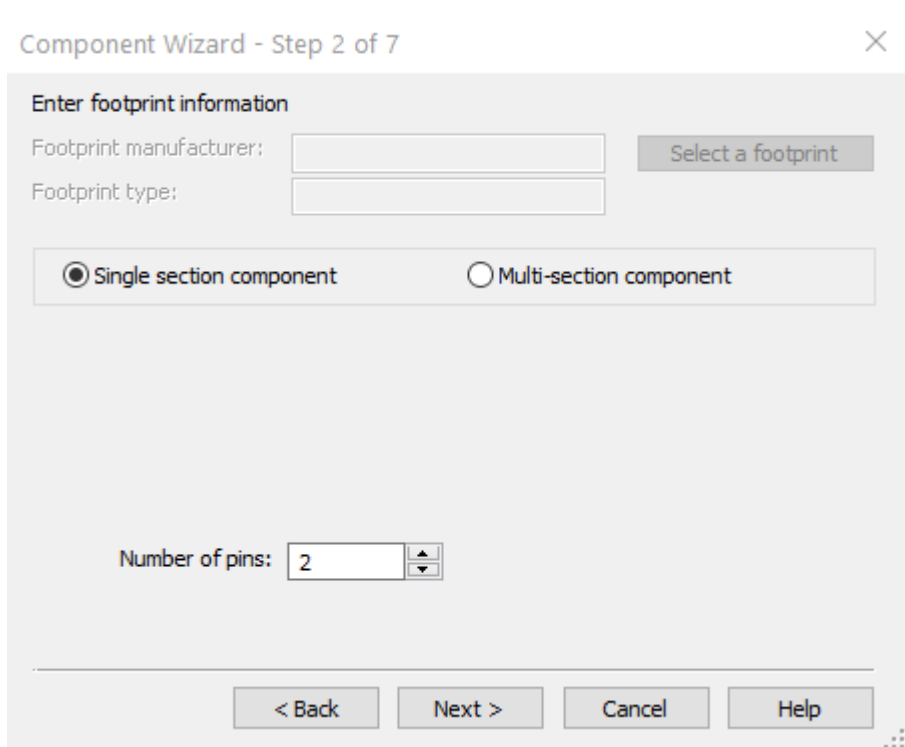 Component Wizard - Step 2 of 7
Enter footprint information
Footprint manufacturer:
Select a footprint
Footprint type:
Single section component
Multi-section component
Number of pins: 2
< Back
Next >
Cancel
Help